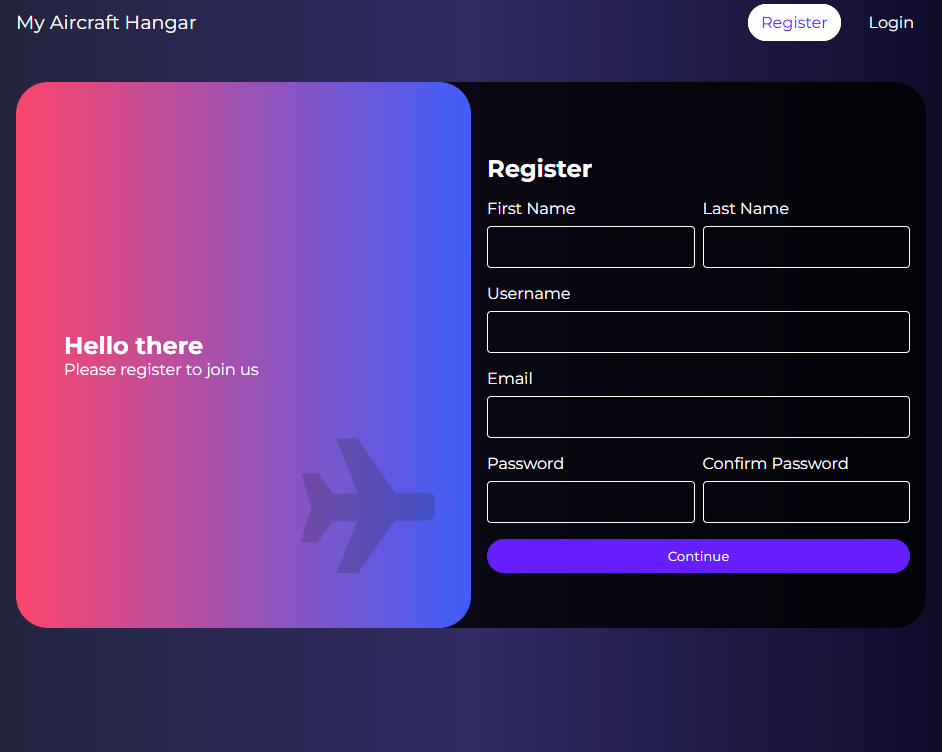 My Aircraft Hangar
Register
Login
Hello there
Please register to join us
Register
First Name
Last Name
Username
Email
Password
Confirm Password
Continue